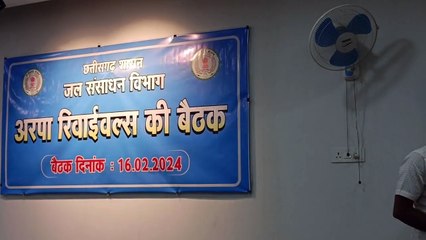 छत्तीसगढ़ शासन
जल संसाधन विभाग
अरपा रिवाईवल्स की बैठक
बैठक दिनांक : 16.02.2024